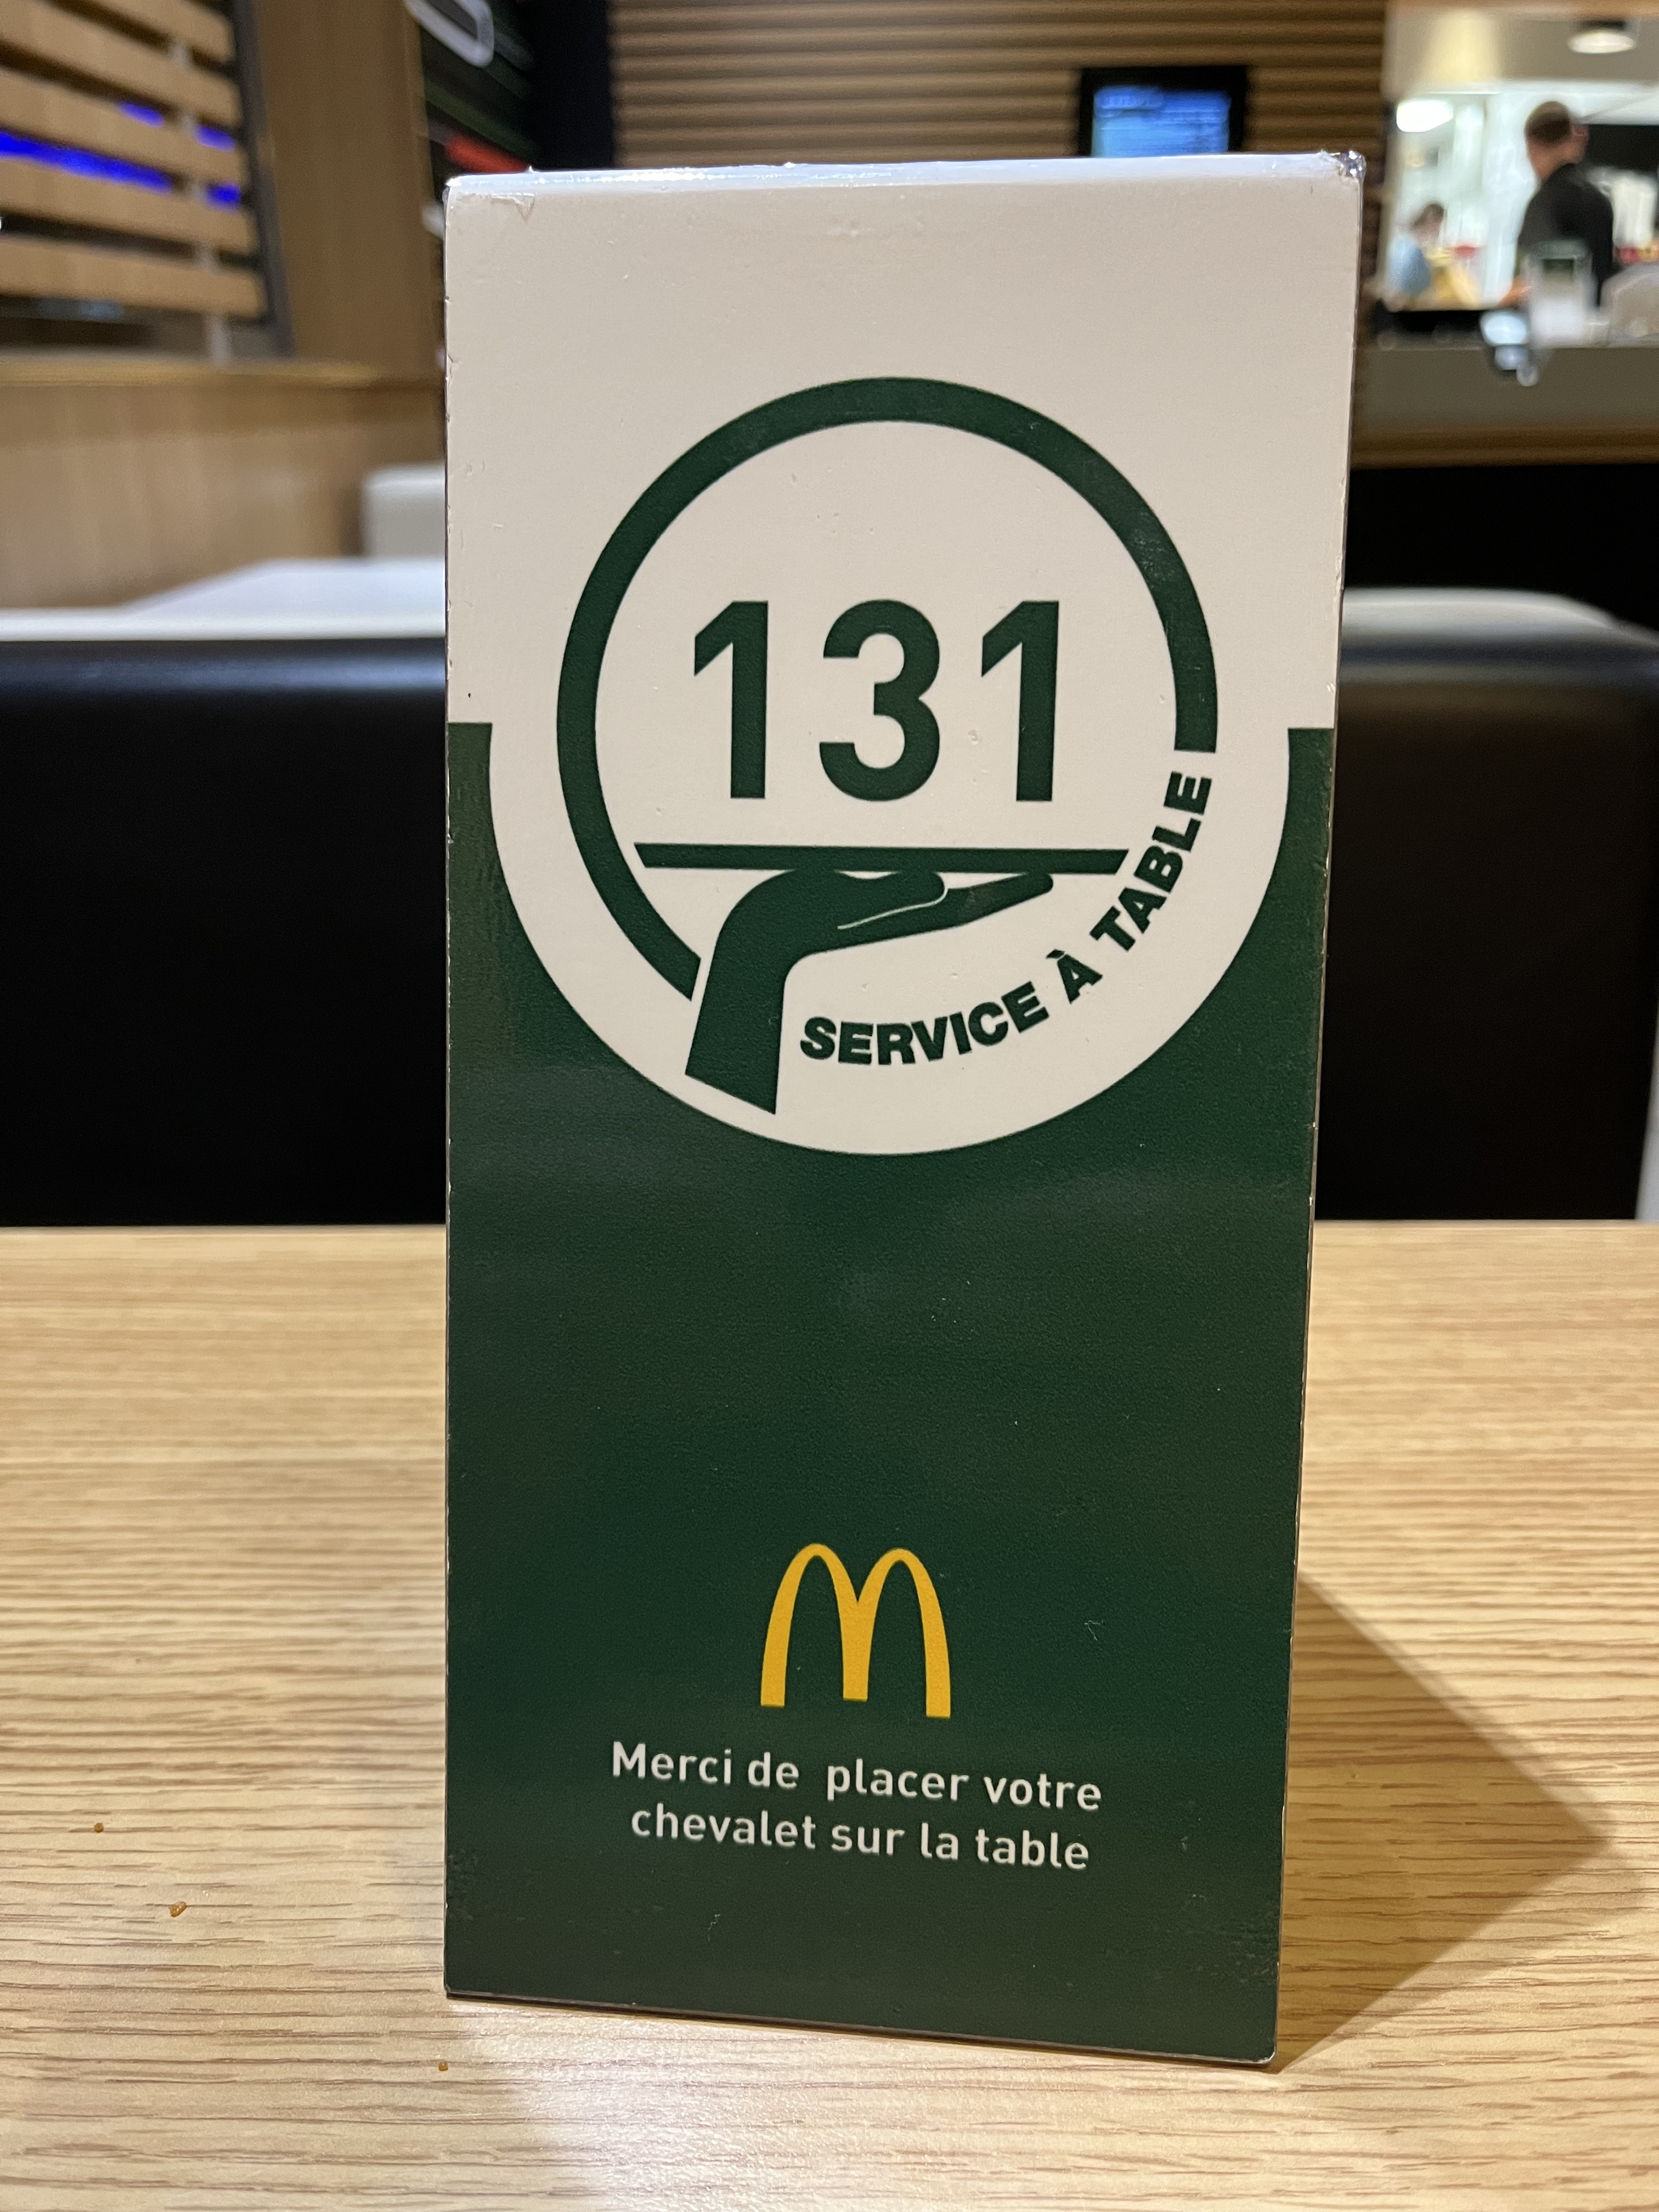 131
SERVICE À TABLE
Merci de placer votre
chevalet sur la table